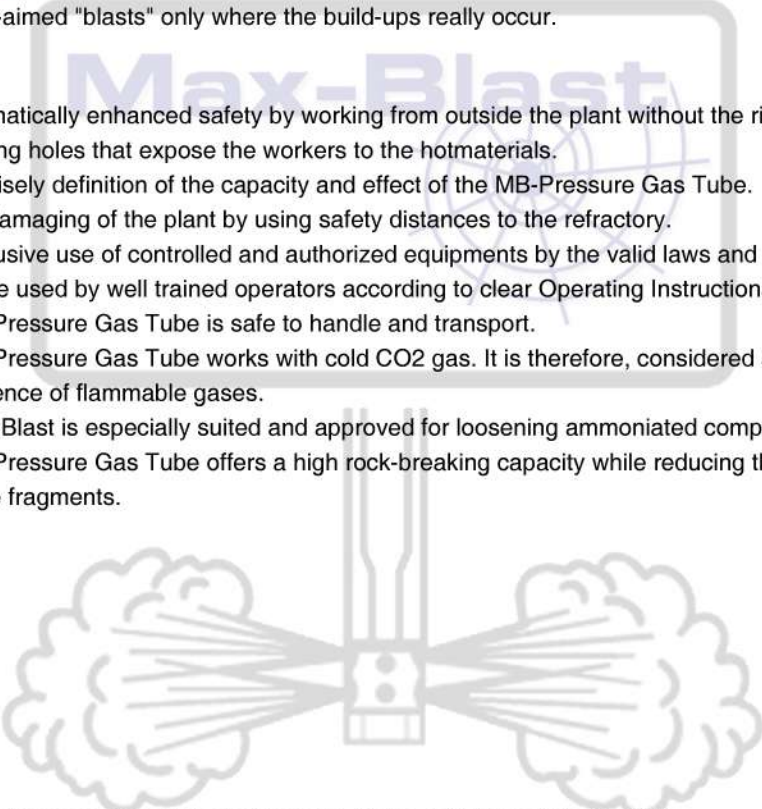 -aimed "blasts" only where the build-ups really occur.
Max-Blast
matically enhanced safety by working from outside the plant without the ri
ng holes that expose the workers to the hotmaterials.
isely definition of the capacity and effect of the MB-Pressure Gas Tube.
amaging of the plant by using safety distances to the refractory.
usive use of controlled and authorized equipments by the valid laws and
e used by well trained operators according to clear Operating Instruction
Pressure Gas Tube is safe to handle and transport.
Pressure Gas Tube works with cold CO2 gas. It is therefore, considered
ence of flammable gases.
Blast is especially suited and approved for loosening ammoniated comp
Pressure Gas Tube offers a high rock-breaking capacity while reducing th
fragments.